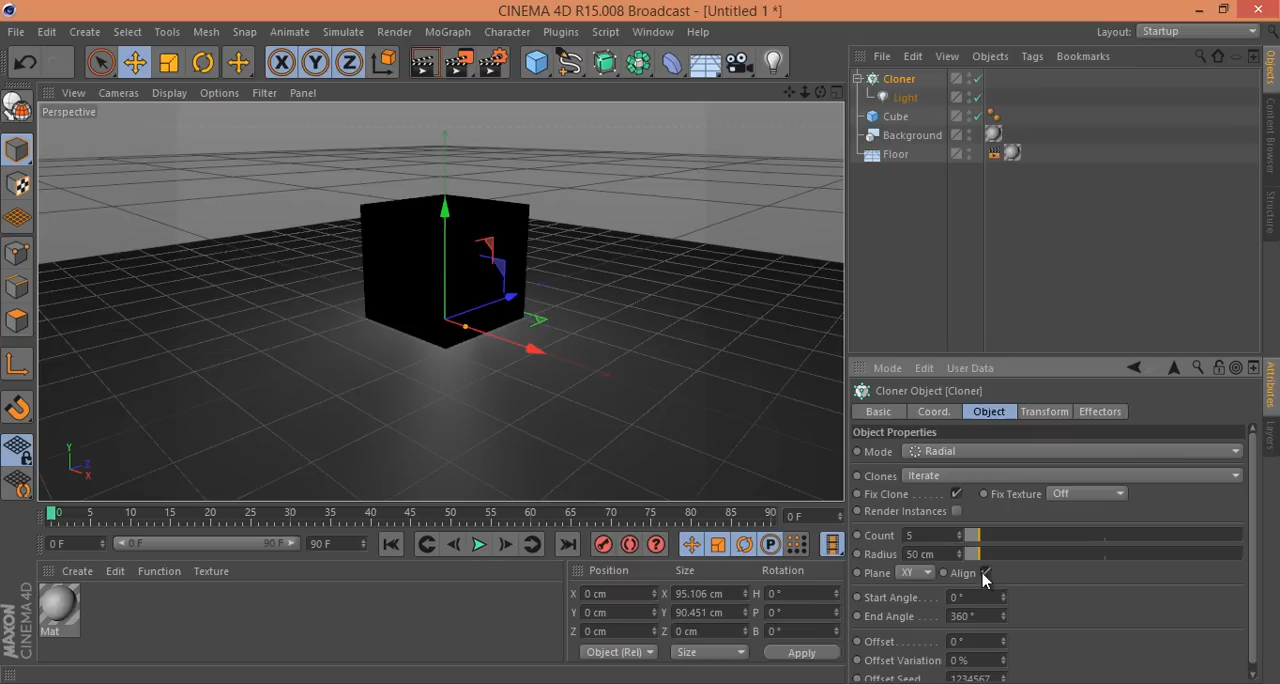 CINEMA 4D R15.008 Broadcast - [Untitled 1 *]
File Edit Create Select Tools Mesh Snap Animate Simulate Render MoGraph Character Plugins Script Window Help
Layout: Startup
X Y Z
File Edit View Objects Tags Bookmarks
Cloner
Light
Cube
Background
Floor
Objects
Content Browser
Structure
View Cameras Display Options Filter Panel
Perspective
Y
Z
X
0 5 10 15 20 25 30 35 40 45 50 55 60 65 70 75 80 85 90 0 F
0 F 0 F 90 F 90 F
P
Create Edit Function Texture
Mat
MAXON
CINEMA 4D
Position Size Rotation
X 0 cm X 95.106 cm H 0 °
Y 0 cm Y 90.451 cm P 0 °
Z 0 cm Z 0 cm B 0 °
Object (Rel) Size Apply
Mode Edit User Data
Cloner Object [Cloner]
Basic Coord. Object Transform Effectors
Object Properties
Mode Radial
Clones Iterate
Fix Clone . . . . . . Fix Texture Off
Render Instances
Count 5
Radius 50 cm
Plane XY Align
Start Angle. . . . 0 °
End Angle . . . . 360 °
Offset. . . . . . . . 0 °
Offset Variation 0 %
Offset Seed . . . 1234567
Attributes
Layers